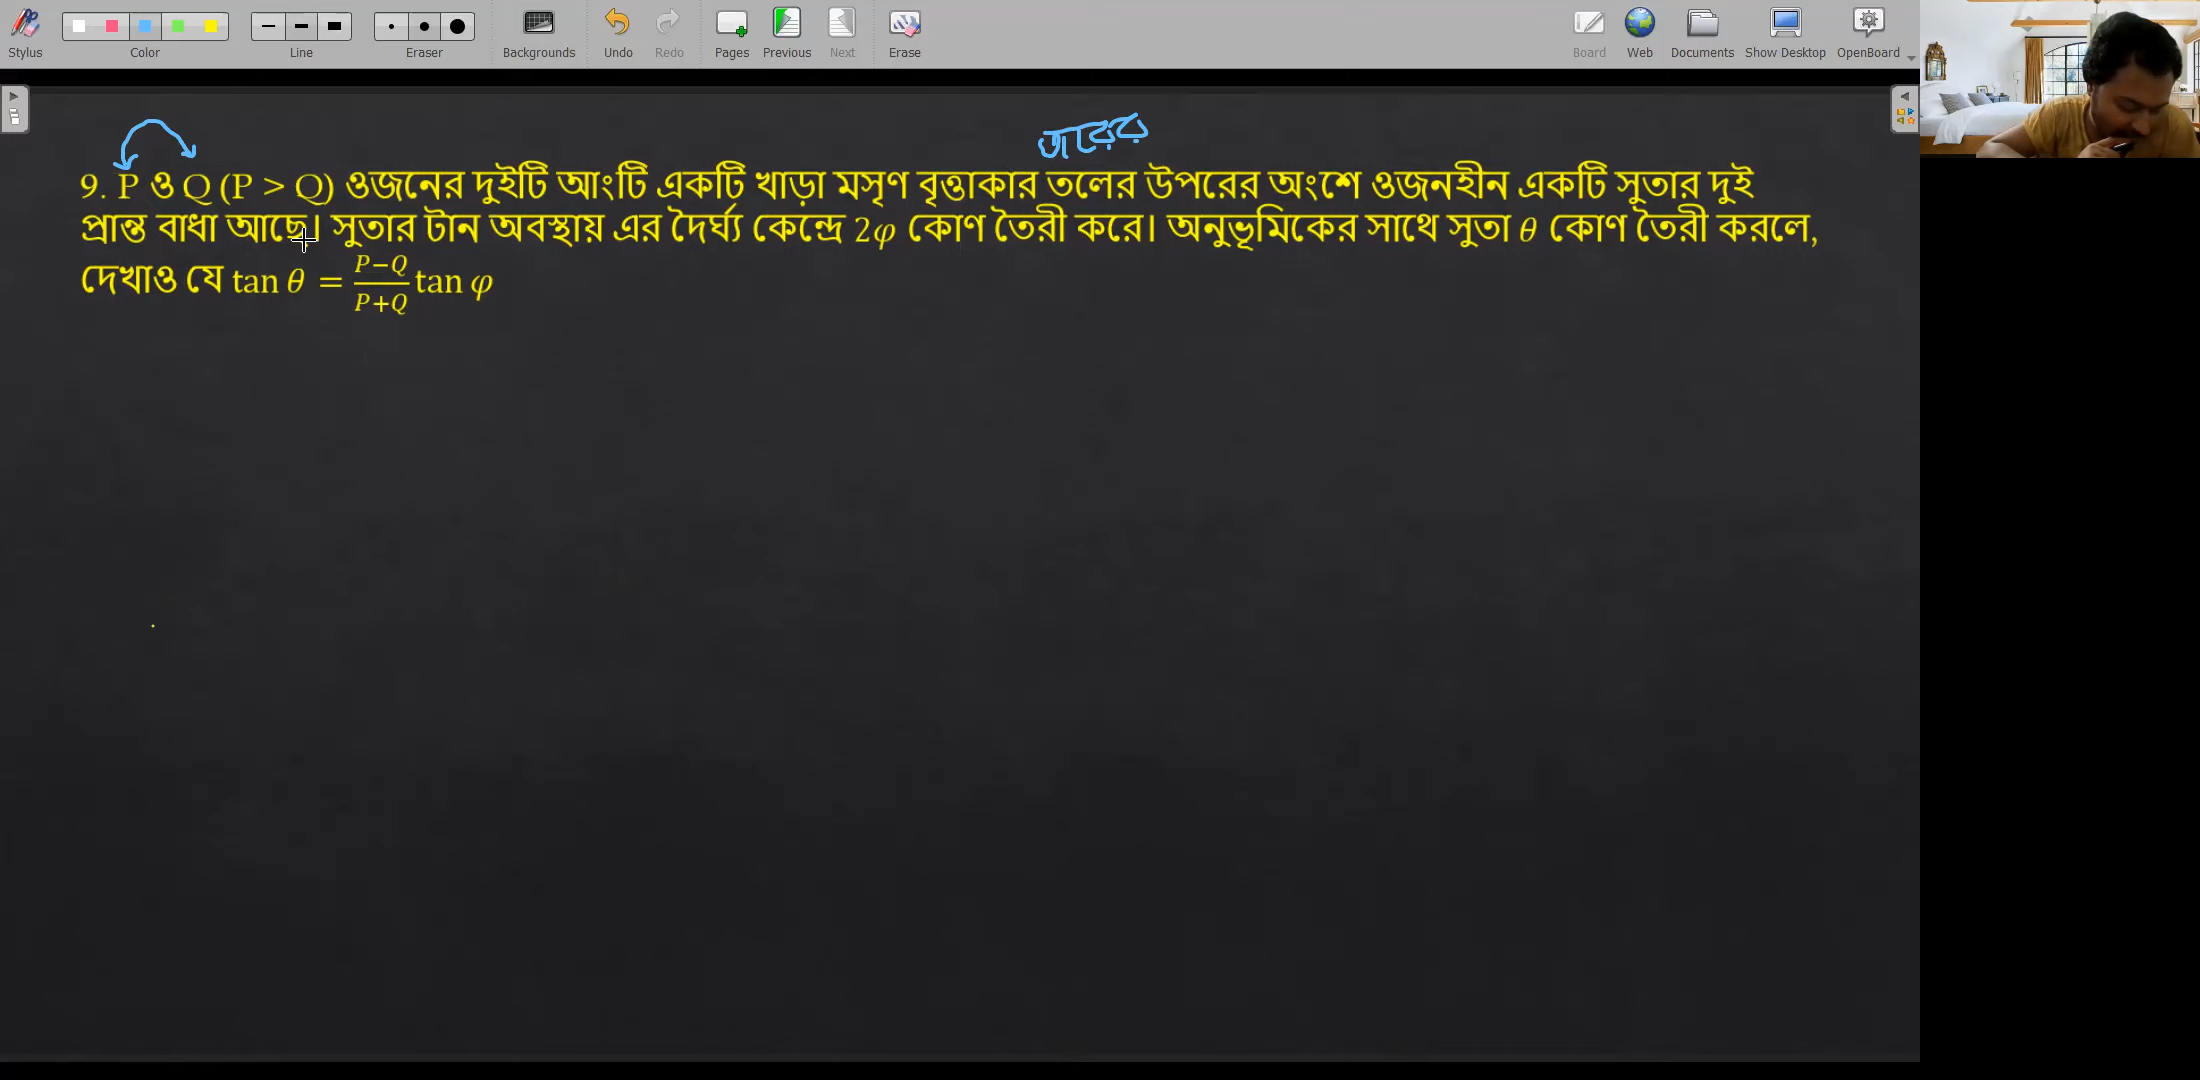 Stylus Color Line Eraser Backgrounds Undo Redo Pages Previous Next Erase Board Web Documents Show Desktop OpenBoard
তারের
9. P ও Q (P > Q) ওজনের দুইটি আংটি একটি খাড়া মসৃণ বৃত্তাকার তলের উপরের অংশে ওজনহীন একটি সুতার দুই
প্রান্ত বাধা আছে। সুতার টান অবস্থায় এর দৈর্ঘ্য কেন্দ্রে 2φ কোণ তৈরী করে। অনুভূমিকের সাথে সুতা θ কোণ তৈরী করলে,
দেখাও যে tan θ = P−Q/P+Q tan φ